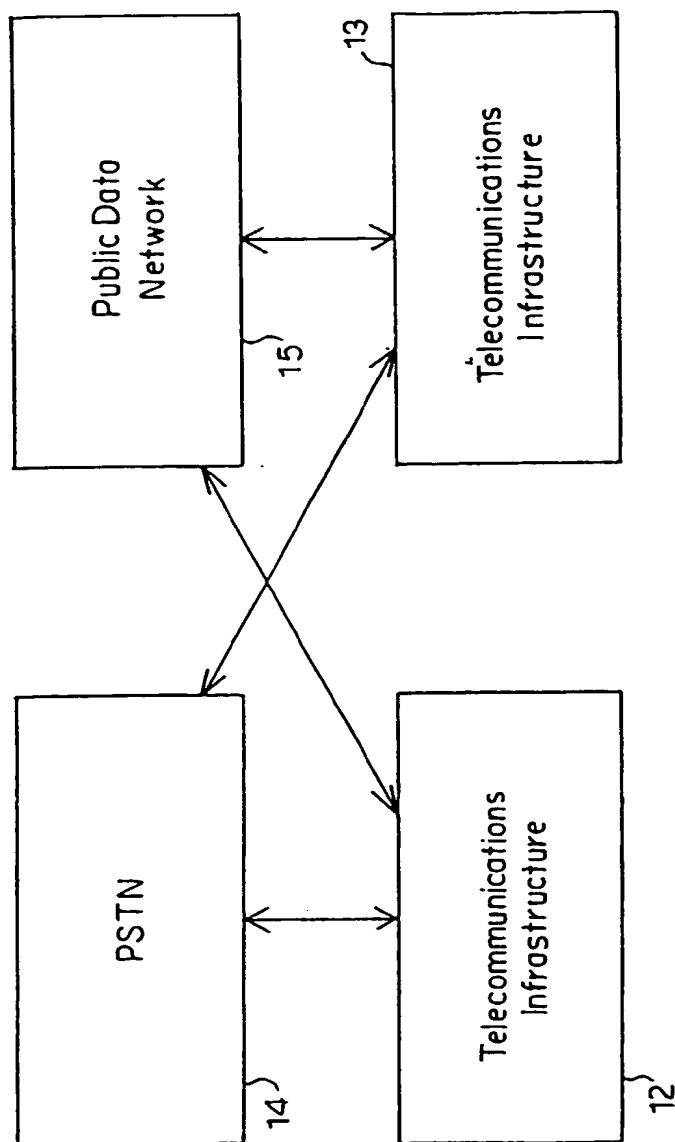 PSTN
14
Public Data
Network
15
Telecommunications
Infrastructure
12
Telecommunications
Infrastructure
13